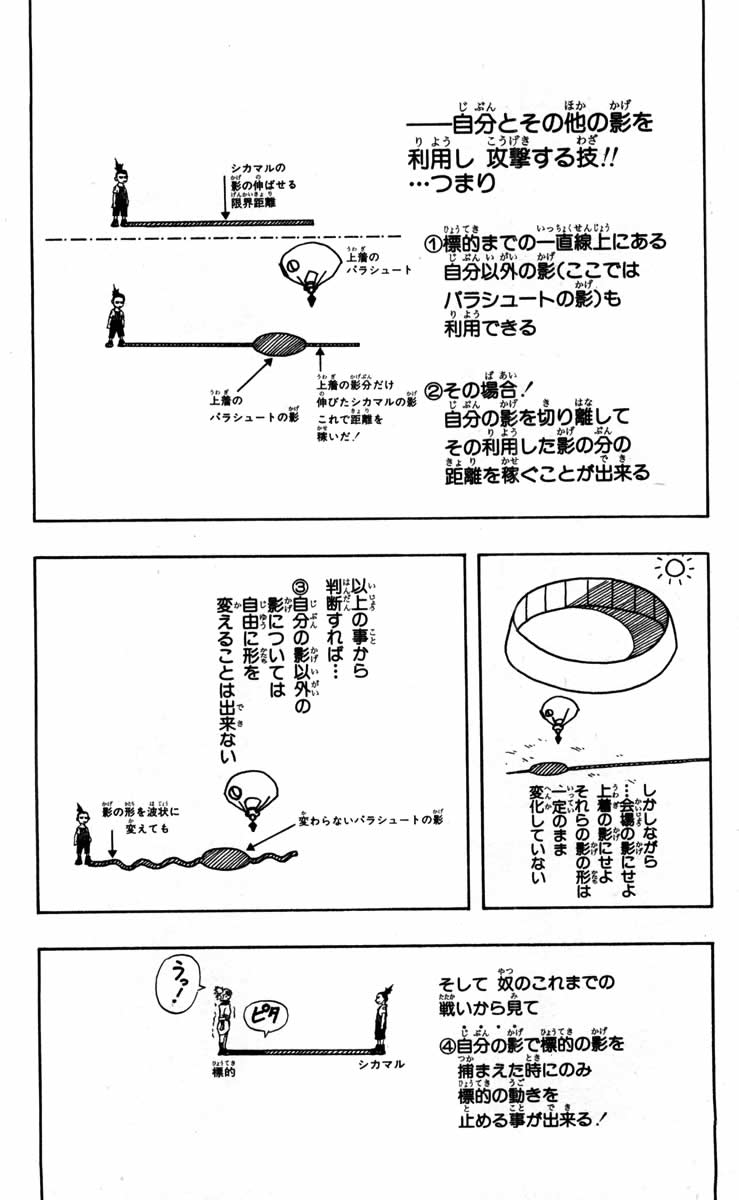 ――自分とその他の影を
利用し 攻撃する技!!
…つまり
シカマルの
影の伸ばせる
限界距離
①標的までの一直線上にある
自分以外の影(ここでは
パラシュートの影)も
利用できる
上着の
パラシュート
上着の
パラシュートの影
上着の影分だけ
伸びたシカマルの影
これで距離を
稼いだ!
②その場合!
自分の影を切り離して
その利用した影の分の
距離を稼ぐことが出来る
しかしながら
…会場の影にせよ
上着の影にせよ
それらの影の形は
一定のまま
変化していない
以上の事から
判断すれば…
③自分の影以外の
影については
自由に形を
変えることは出来ない
影の形を波状に
変えても
変わらないパラシュートの影
そして 奴のこれまでの
戦いから見て
④自分の影で標的の影を
捕まえた時にのみ
標的の動きを
止める事が出来る!
シカマル
ピタ
うっ!
標的